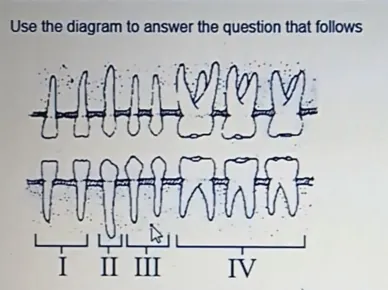 Use the diagram to answer the question that follows
I II III IV